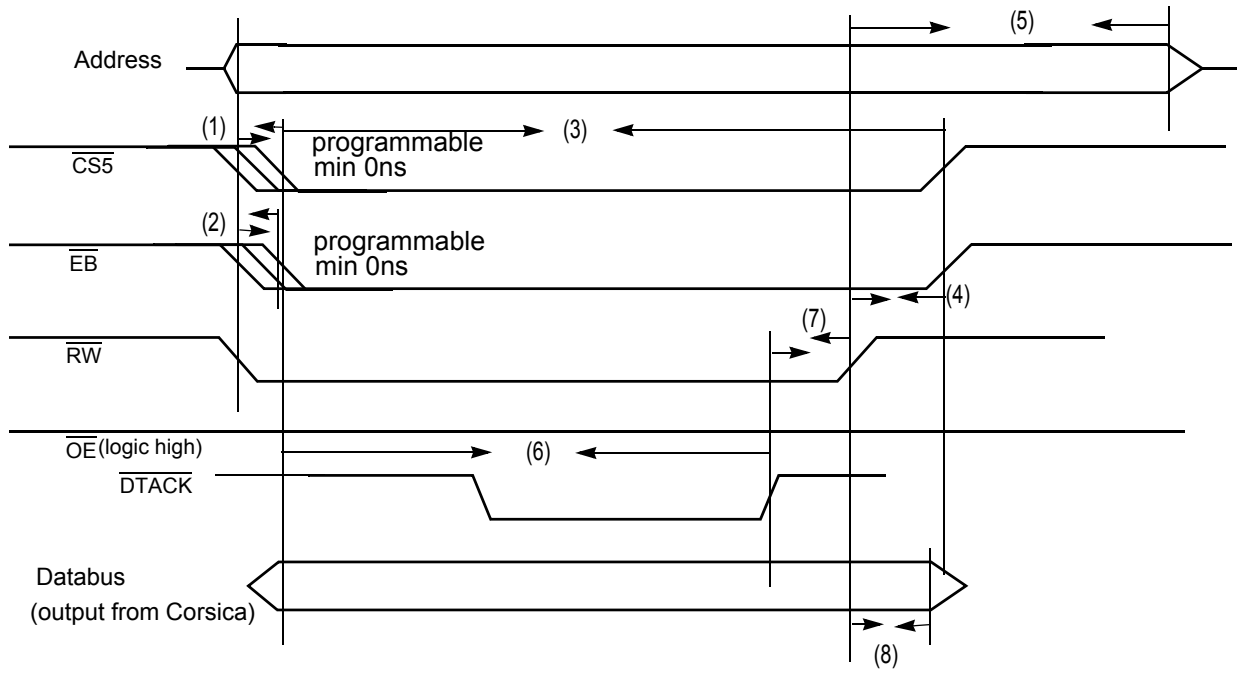 (5)
Address
(1)
(3)
programmable
min 0ns
CS5
(2)
programmable
min 0ns
EB
(4)
(7)
RW
OE (logic high)
(6)
DTACK
Databus
(output from Corsica)
(8)